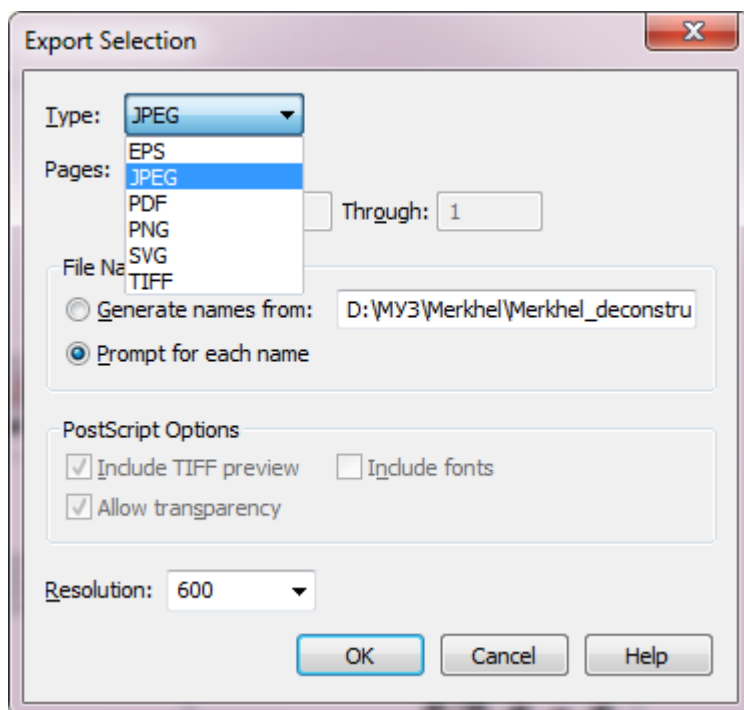 Export Selection
Type: JPEG
EPS
Pages: JPEG
PDF
Through: 1
PNG
SVG
File Na
TIFF
Generate names from: D:\МУЗ\Merkhel\Merkhel_deconstru
Prompt for each name
PostScript Options
Include TIFF preview Include fonts
Allow transparency
Resolution: 600
OK Cancel Help